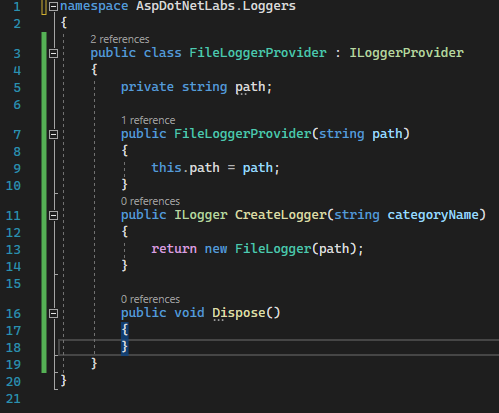 1 namespace AspDotNetLabs.Loggers
2 {
2 references
3 public class FileLoggerProvider : ILoggerProvider
4 {
5 private string path;
6
1 reference
7 public FileLoggerProvider(string path)
8 {
9 this.path = path;
10 }
0 references
11 public ILogger CreateLogger(string categoryName)
12 {
13 return new FileLogger(path);
14 }
15
0 references
16 public void Dispose()
17 {
18 }
19 }
20 }
21